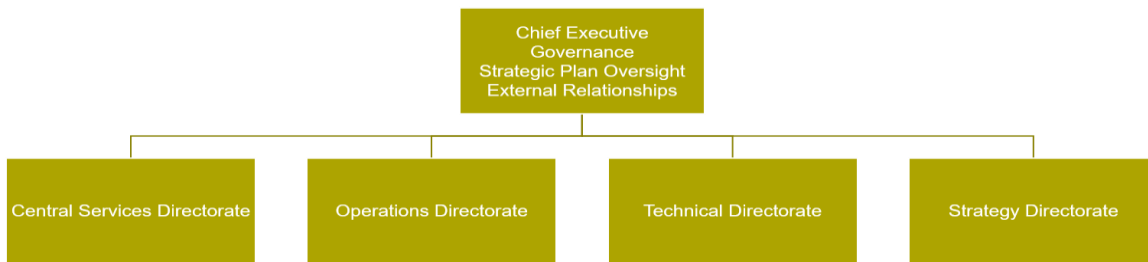 Chief Executive
Governance
Strategic Plan Oversight
External Relationships
Central Services Directorate
Operations Directorate
Technical Directorate
Strategy Directorate